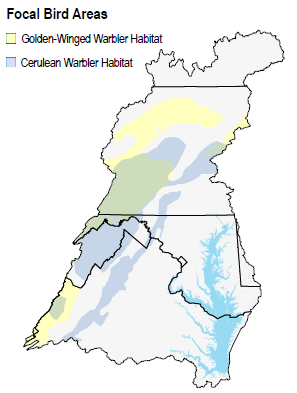 Focal Bird Areas
Golden-Winged Warbler Habitat
Cerulean Warbler Habitat